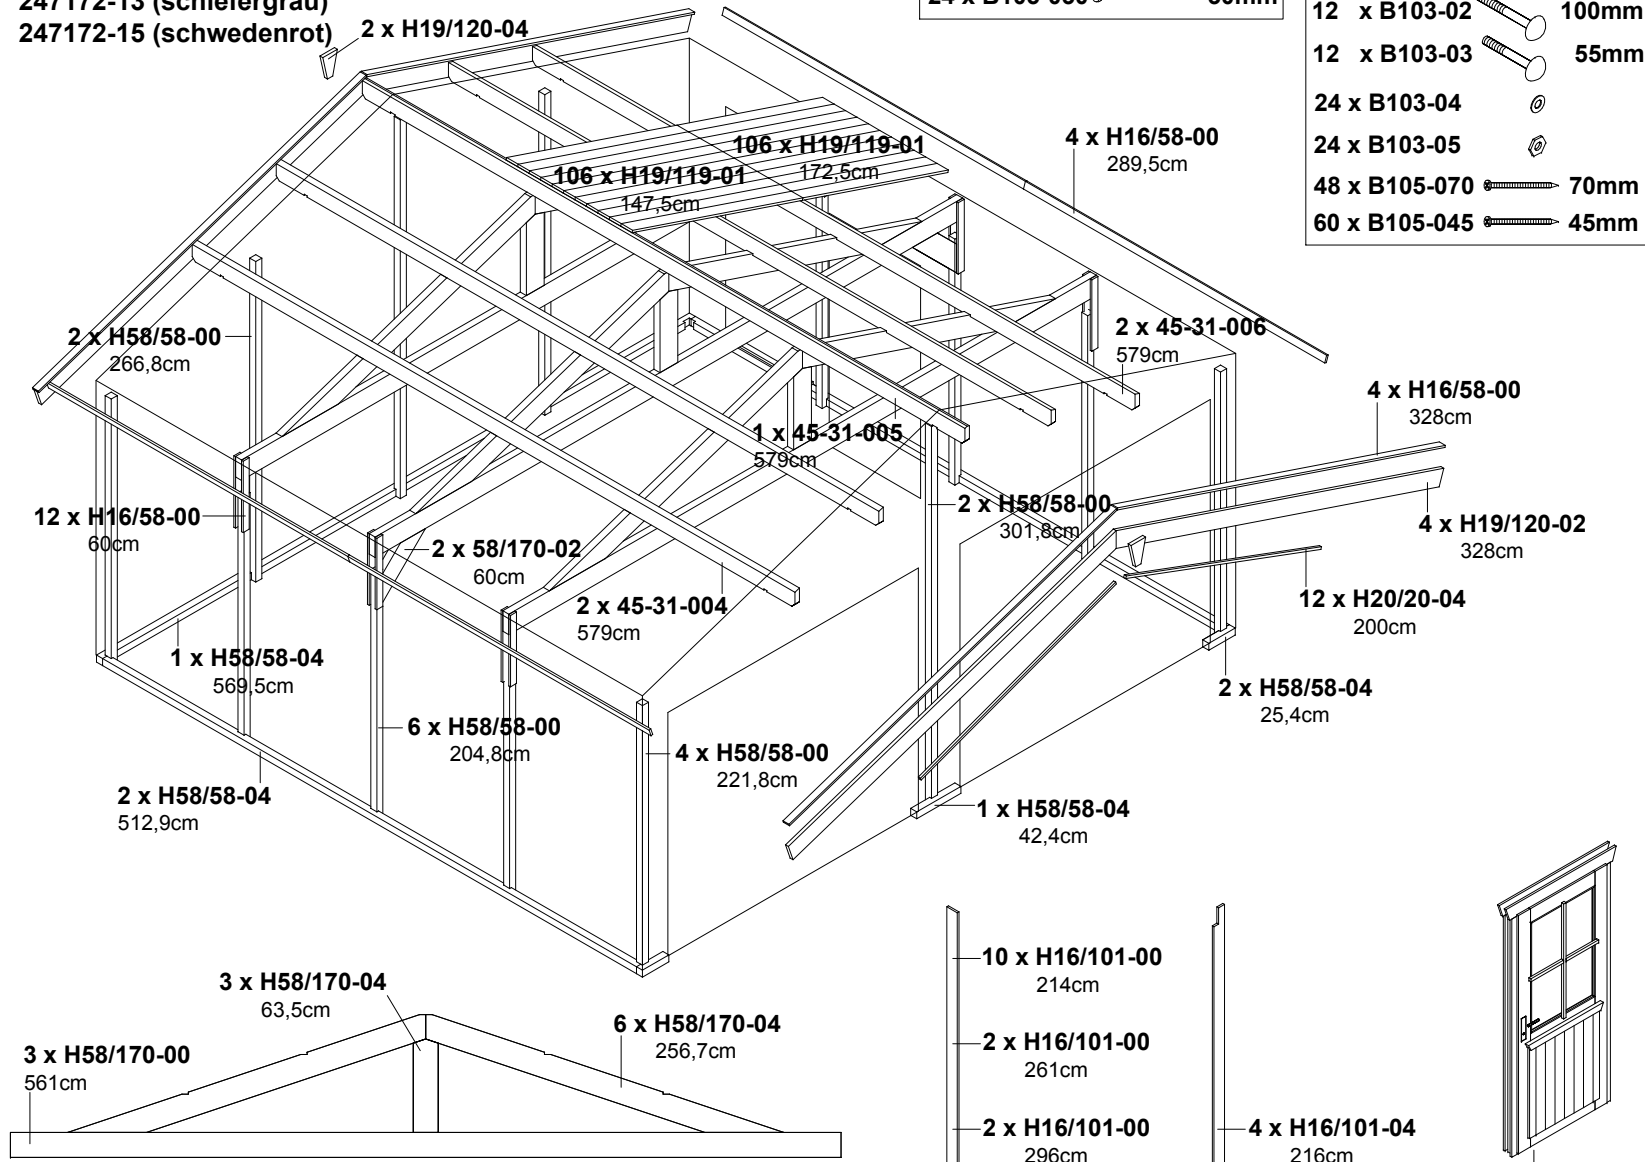 247172-13 (schiefergrau)
247172-15 (schwedenrot)
2 x H19/120-04
12 x B103-02 100mm
12 x B103-03 55mm
24 x B103-04
24 x B103-05
48 x B105-070 70mm
60 x B105-045 45mm
4 x H16/58-00
289,5cm
106 x H19/119-01
172,5cm
106 x H19/119-01
147,5cm
2 x H58/58-00
266,8cm
2 x 45-31-006
579cm
4 x H16/58-00
328cm
1 x 45-31-005
579cm
12 x H16/58-00
60cm
2 x H58/58-00
301,8cm
4 x H19/120-02
328cm
2 x 58/170-02
60cm
2 x 45-31-004
579cm
12 x H20/20-04
200cm
1 x H58/58-04
569,5cm
2 x H58/58-04
25,4cm
6 x H58/58-00
204,8cm
4 x H58/58-00
221,8cm
2 x H58/58-04
512,9cm
1 x H58/58-04
42,4cm
3 x H58/170-04
63,5cm
6 x H58/170-04
256,7cm
3 x H58/170-00
561cm
10 x H16/101-00
214cm
2 x H16/101-00
261cm
2 x H16/101-00
296cm
4 x H16/101-04
216cm